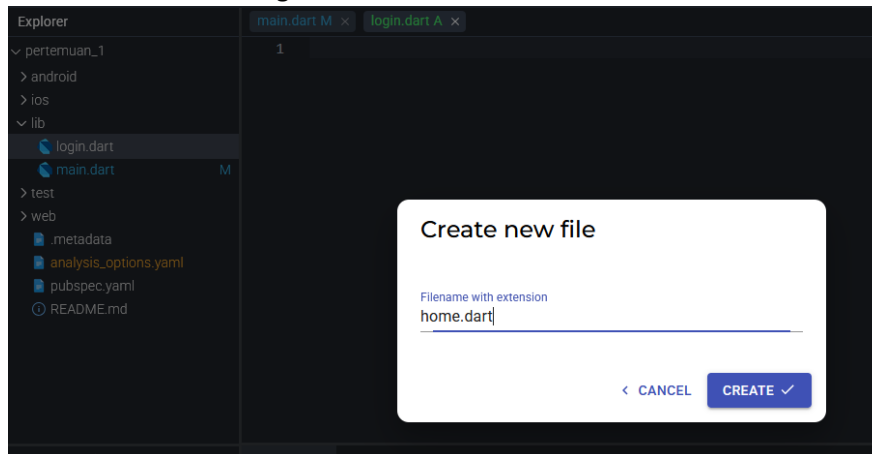 Explorer
main.dart M ×
login.dart A ×
pertemuan_1
1
android
ios
lib
login.dart
main.dart M
test
web
.metadata
analysis_options.yaml
pubspec.yaml
README.md
Create new file
Filename with extension
home.dart
CANCEL
CREATE